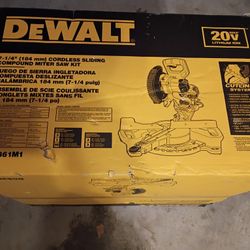 DEWALT
7-1/4" (184 mm) CORDLESS SLIDING
COMPOUND MITER SAW KIT
JUEGO DE SIERRA INGLETADORA
COMPUESTA DESLIZANTE
INALÁMBRICA 184 mm (7-1/4 pulg)
ENSEMBLE DE SCIE COULISSANTE
ONGLETS MIXTES SANS FIL
184 mm (7-1/4 po)
361M1
20V
LITHIUM ION
CUTLINE
SYSTEM